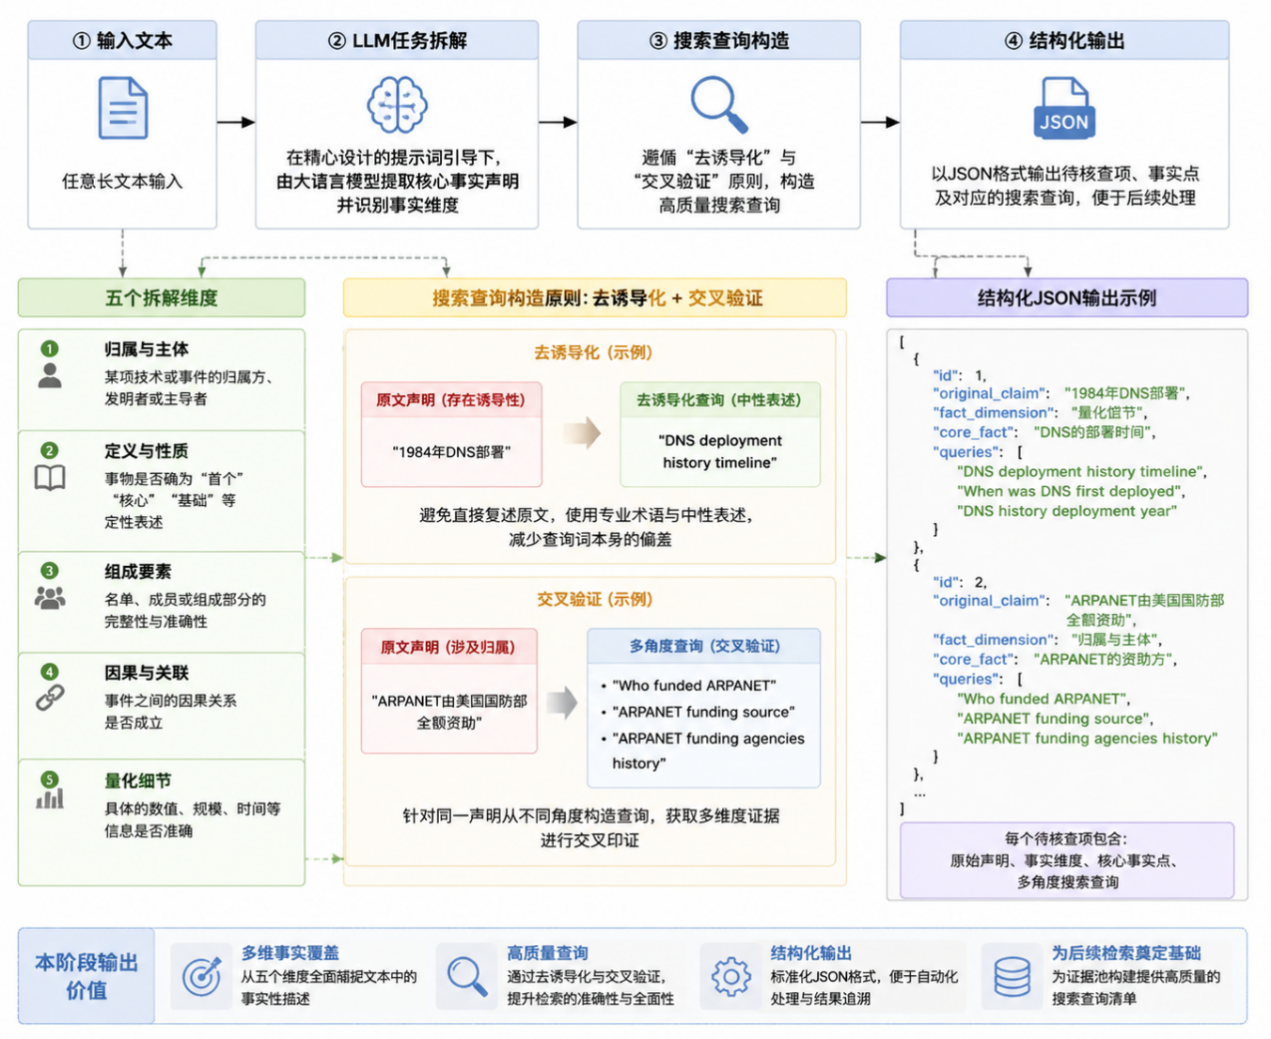 ① 输入文本
任意长文本输入
② LLM任务拆解
在精心设计的提示词引导下，
由大语言模型提取核心事实声明
并识别事实维度
③ 搜索查询构造
避循“去诱导化”与
“交叉验证”原则，构造
高质量搜索查询
④ 结构化输出
JSON
以JSON格式输出待核查项、事实点
及对应的搜索查询，便于后续处理
五个拆解维度
1
归属与主体
某项技术或事件的归属方、
发明者或主导者
2
定义与性质
事物是否确为“首个”
“核心” “基础”等
定性表述
3
组成要素
名单、成员或组成部分的
完整性与准确性
4
因果与关联
事件之间的因果关系
是否成立
5
量化细节
具体的数值、规模、时间等
信息是否准确
搜索查询构造原则：去诱导化 + 交叉验证
去诱导化（示例）
原文声明（存在诱导性）
“1984年DNS部署”
去诱导化查询（中性表述）
"DNS deployment
history timeline"
避免直接复述原文，使用专业术语与中性表述，
减少查询词本身的偏差
交叉验证（示例）
原文声明（涉及归属）
"ARPANET由美国国防部
全额资助"
多角度查询（交叉验证）
• "Who funded ARPANET"
• "ARPANET funding source"
• "ARPANET funding agencies
history"
针对同一声明从不同角度构造查询，获取多维度证据
进行交叉印证
结构化JSON输出示例
[
{
"id": 1,
"original_claim": "1984年DNS部署",
"fact_dimension": "量化节",
"core_fact": "DNS的部署时间",
"queries": [
"DNS deployment history timeline",
"When was DNS first deployed",
"DNS history deployment year"
]
},
{
"id": 2,
"original_claim": "ARPANET由美国国防部
全额资助",
"fact_dimension": "归属与主体",
"core_fact": "ARPANET的资助方",
"queries": [
"Who funded ARPANET",
"ARPANET funding source",
"ARPANET funding agencies history"
]
},
...
]
每个待核查项包含：
原始声明、事实维度、核心事实点、
多角度搜索查询
本阶段输出
价值
多维事实覆盖
从五个维度全面捕捉文本中的
事实性描述
高质量查询
通过去诱导化与交叉验证，
提升检索的准确性与全面性
结构化输出
标准化JSON格式，便于自动化
处理与结果追溯
为后续检索奠定基础
为证据池构建提供高质量的
搜索查询清单